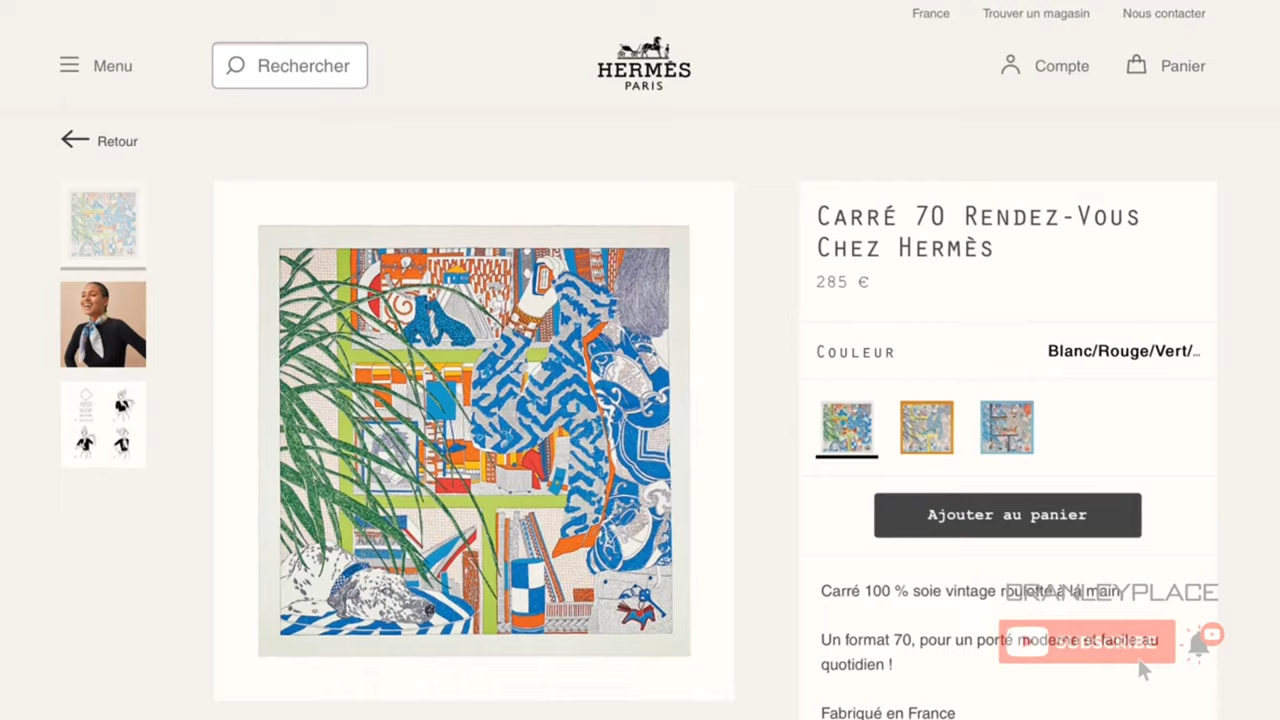 France
Trouver un magasin
Nous contacter
Menu
Rechercher
HERMÈS
PARIS
Compte
Panier
Retour
Carré 70 Rendez-Vous
Chez Hermès
285 €
Couleur
Blanc/Rouge/Vert/…
Ajouter au panier
Carré 100 % soie vintage roulotté à la main
CRANLEYPLACE
Un format 70, pour un porté moderne et facile au
SUBSCRIBE
quotidien !
Fabriqué en France